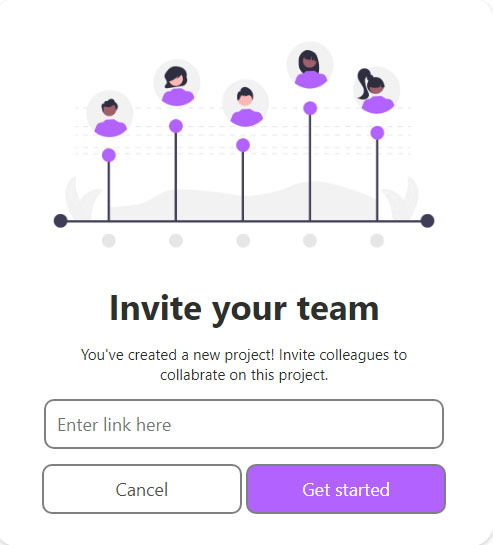 Invite your team
You've created a new project! Invite colleagues to
collabrate on this project.
Enter link here
Cancel
Get started